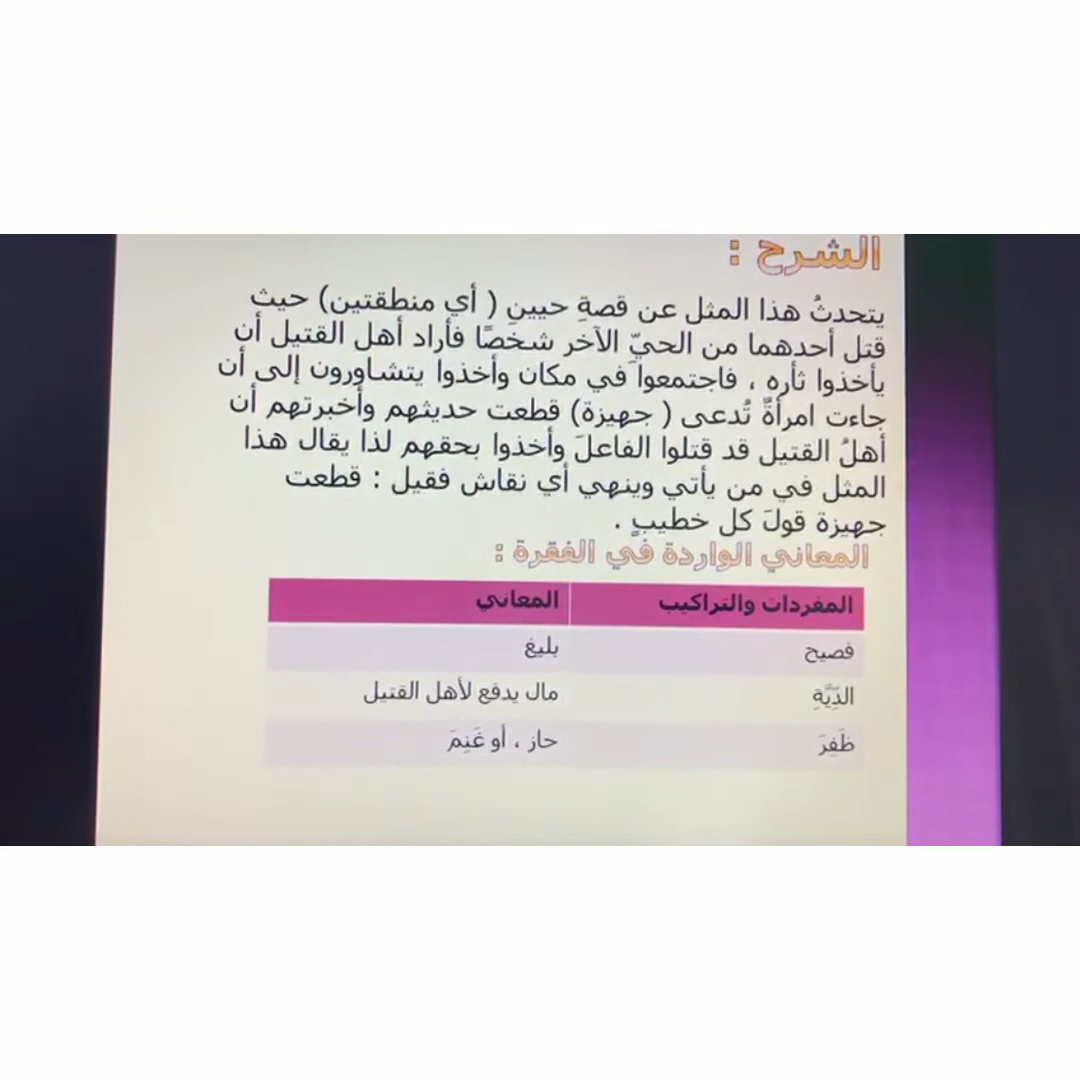 الشرح :
يتحدثُ هذا المثل عن قصةِ حيينِ ( أي منطقتين) حيث
قتل أحدهما من الحيِّ الآخر شخصًا فأراد أهل القتيل أن
يأخذوا ثأره ، فاجتمعوا في مكان وأخذوا يتشاورون إلى أن
جاءت امرأةٌ تُدعى ( جهيزة) قطعت حديثهم وأخبرتهم أن
أهلُ القتيل قد قتلوا الفاعلَ وأخذوا بحقهم لذا يقال هذا
المثل في من يأتي وينهي أي نقاش فقيل : قطعت
جهيزة قولَ كل خطيبٍ .
المعاني الواردة في الفقرة :
المفردات والتراكيب المعاني
فصيح بليغ
الدِّيَّةِ مال يدفع لأهل القتيل
ظَفِرَ حاز ، أو غَنِمَ